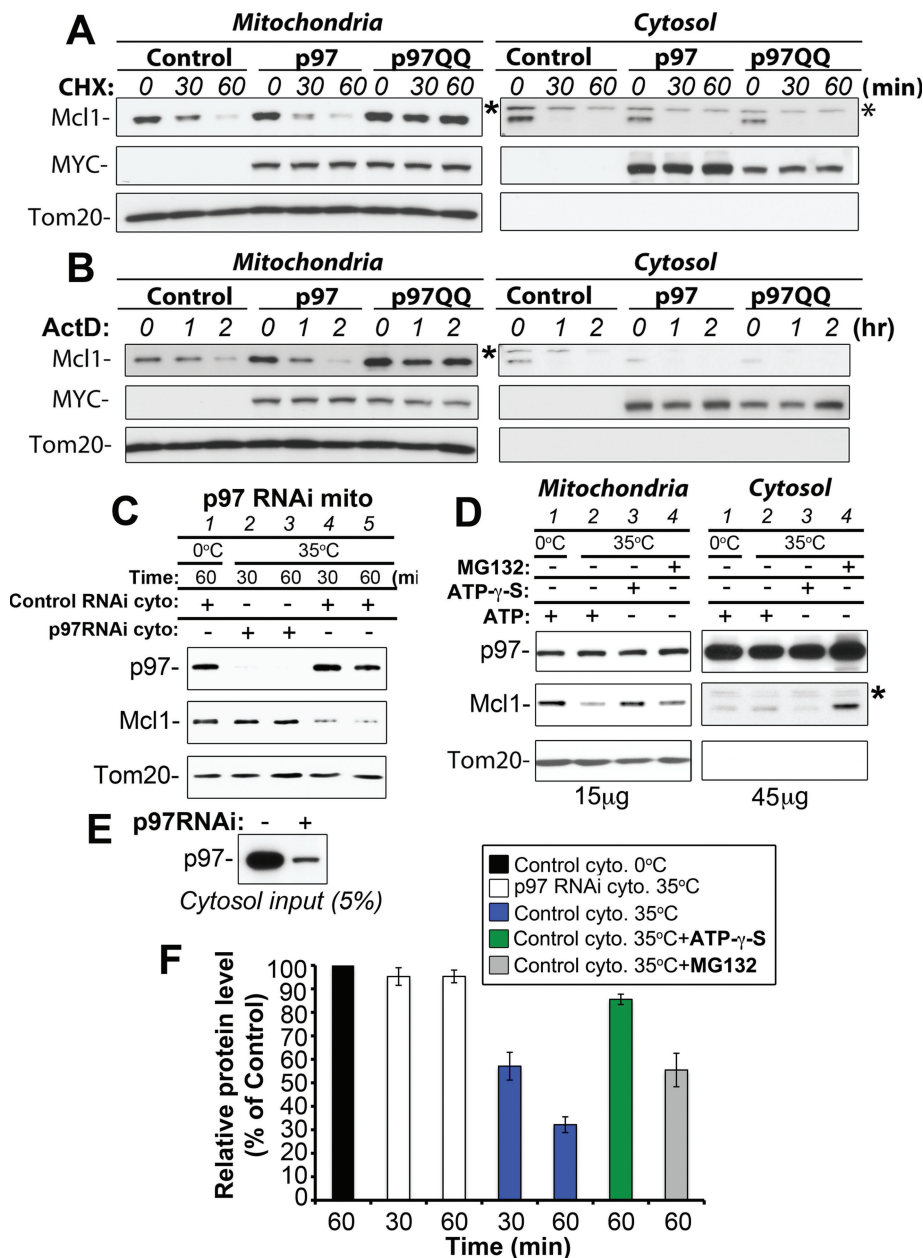 A
Mitochondria Cytosol
Control p97 p97QQ Control p97 p97QQ
CHX: 0 30 60 0 30 60 0 30 60 0 30 60 0 30 60 0 30 60 (min)
Mcl1- * *
MYC-
Tom20-
B
Mitochondria Cytosol
Control p97 p97QQ Control p97 p97QQ
ActD: 0 1 2 0 1 2 0 1 2 0 1 2 0 1 2 0 1 2 (hr)
Mcl1- *
MYC-
Tom20-
C
p97 RNAi mito
1 2 3 4 5
0°C 35°C
Time: 60 30 60 30 60 (mi
Control RNAi cyto: + - - + +
p97RNAi cyto: - + + - -
p97-
Mcl1-
Tom20-
D
Mitochondria Cytosol
1 2 3 4 1 2 3 4
0°C 35°C 0°C 35°C
MG132: - - - + - - - +
ATP-γ-S: - - + - - - + -
ATP: + + - - + + - -
p97-
Mcl1- *
Tom20-
15µg 45µg
E
p97RNAi: - +
p97-
Cytosol input (5%)
Control cyto. 0°C
p97 RNAi cyto. 35°C
Control cyto. 35°C
Control cyto. 35°C+ATP-γ-S
Control cyto. 35°C+MG132
F
Relative protein level
(% of Control)
100
90
80
70
60
50
40
30
20
10
0
60 30 60 30 60 60 60
Time (min)